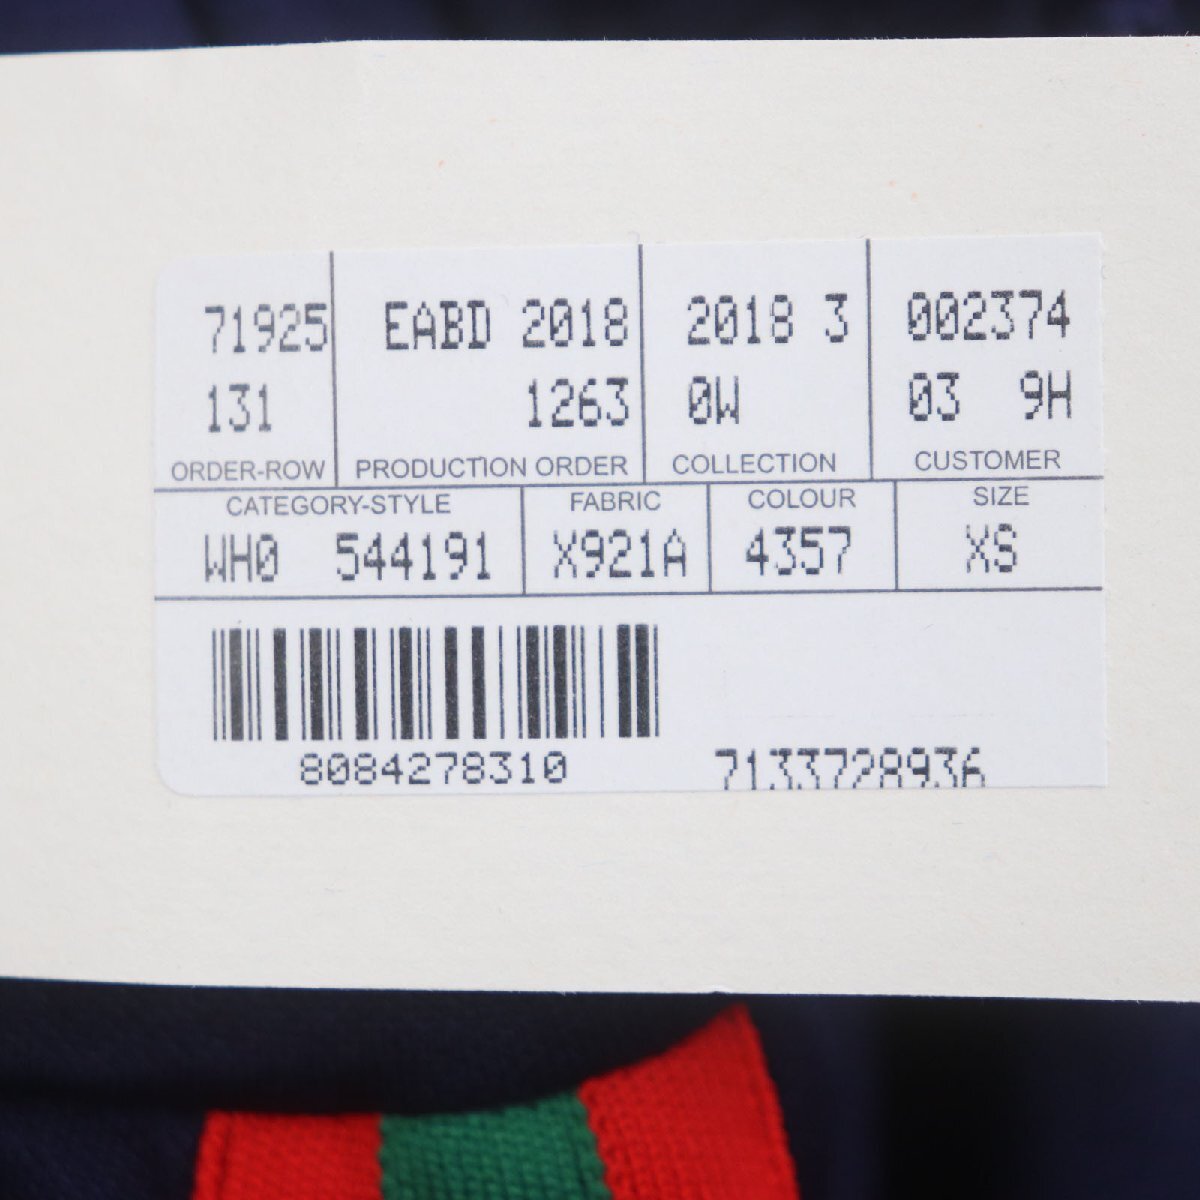 71925 EABD 2018 2018 3 002374
131 1263 0W 03 9H
ORDER-ROW PRODUCTION ORDER COLLECTION CUSTOMER
CATEGORY-STYLE FABRIC COLOUR SIZE
WH0 544191 X921A 4357 XS
8084278310 7133728936